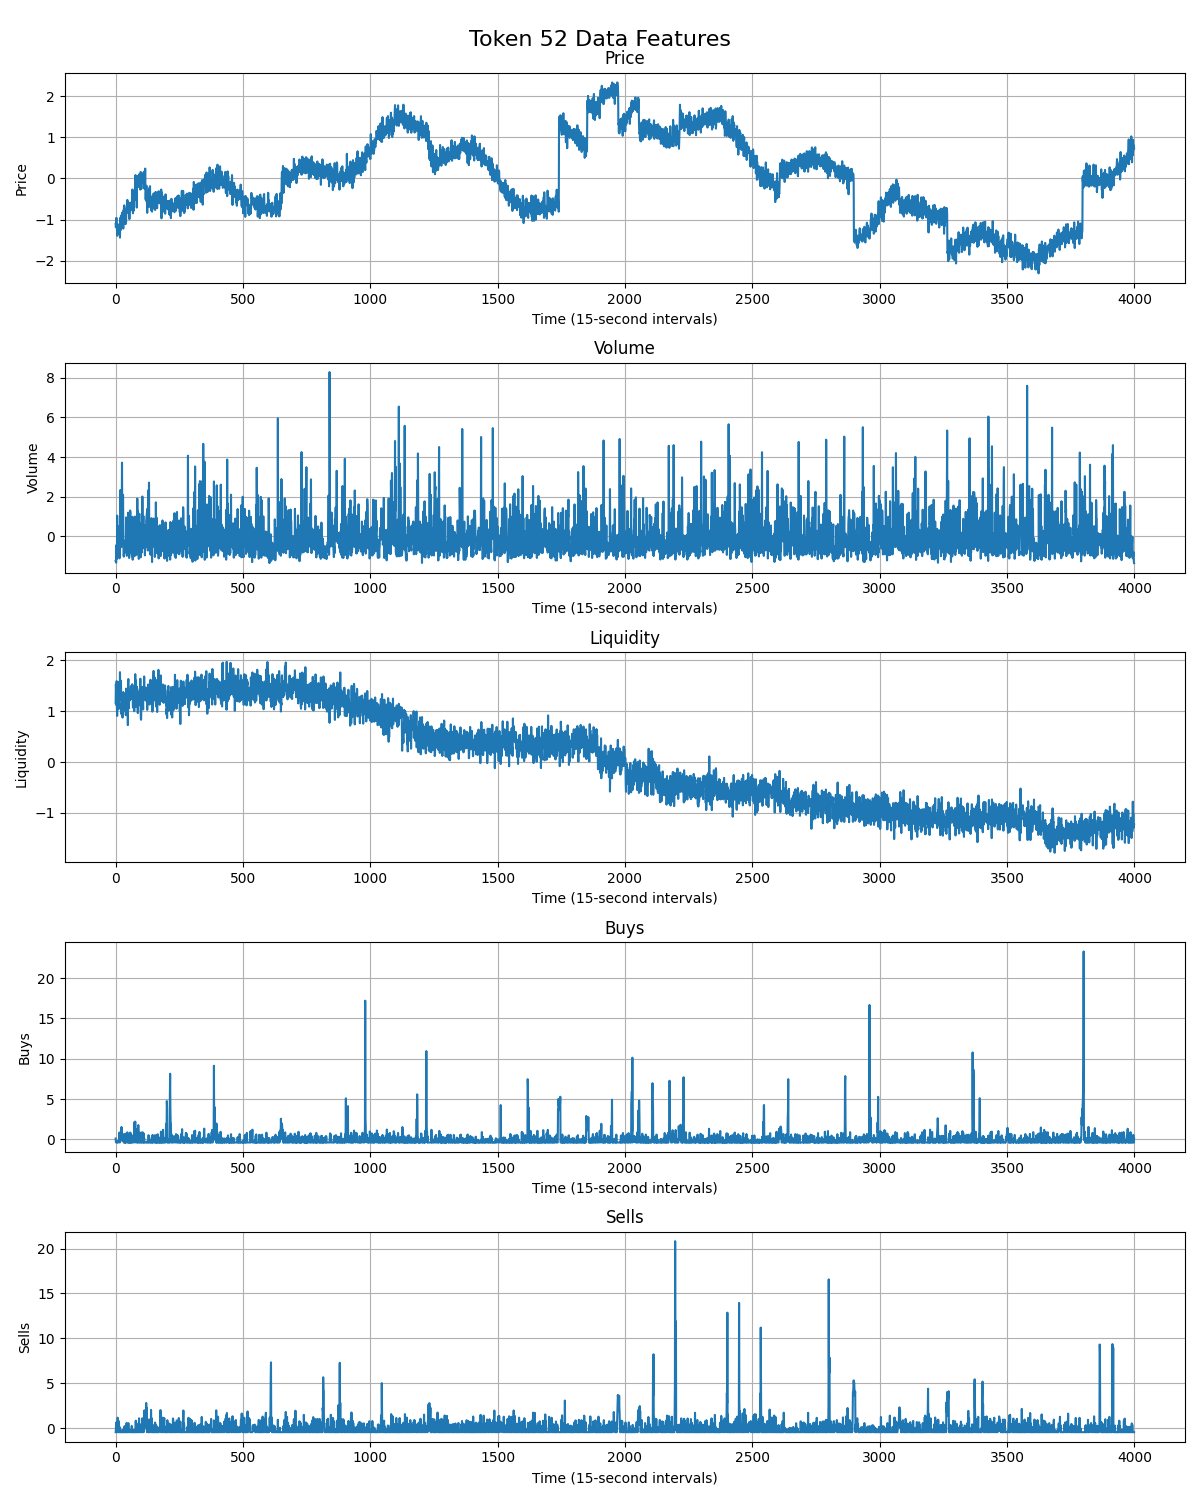 Token 52 Data Features
Price
Price
2
1
0
−1
−2
0 500 1000 1500 2000 2500 3000 3500 4000
Time (15-second intervals)
Volume
Volume
8
6
4
2
0
0 500 1000 1500 2000 2500 3000 3500 4000
Time (15-second intervals)
Liquidity
Liquidity
2
1
0
−1
0 500 1000 1500 2000 2500 3000 3500 4000
Time (15-second intervals)
Buys
Buys
20
15
10
5
0
0 500 1000 1500 2000 2500 3000 3500 4000
Time (15-second intervals)
Sells
Sells
20
15
10
5
0
0 500 1000 1500 2000 2500 3000 3500 4000
Time (15-second intervals)